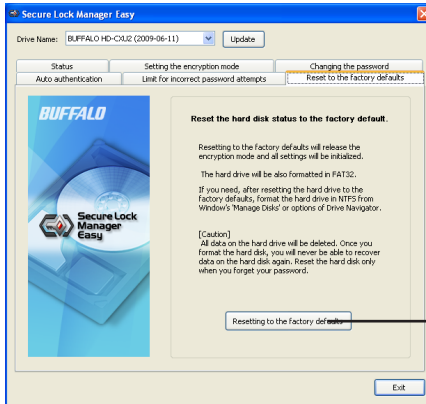 Secure Lock Manager Easy
Drive Name: BUFFALO HD-CXU2 (2009-06-11) Update
Status Setting the encryption mode Changing the password
Auto authentication Limit for incorrect password attempts Reset to the factory defaults
BUFFALO
Secure Lock
Manager
Easy
Reset the hard disk status to the factory default.
Resetting to the factory defaults will release the
encryption mode and all settings will be initialized.
The hard drive will be also formatted in FAT32.
If you need, after resetting the hard drive to the
factory defaults, format the hard drive in NTFS from
Window's 'Manage Disks' or options of Drive Navigator.
[Caution]
All data on the hard drive will be deleted. Once you
format the hard disk, you will never be able to recover
data on the hard disk again. Reset the hard disk only
when you forget your password.
Resetting to the factory defaults
Exit